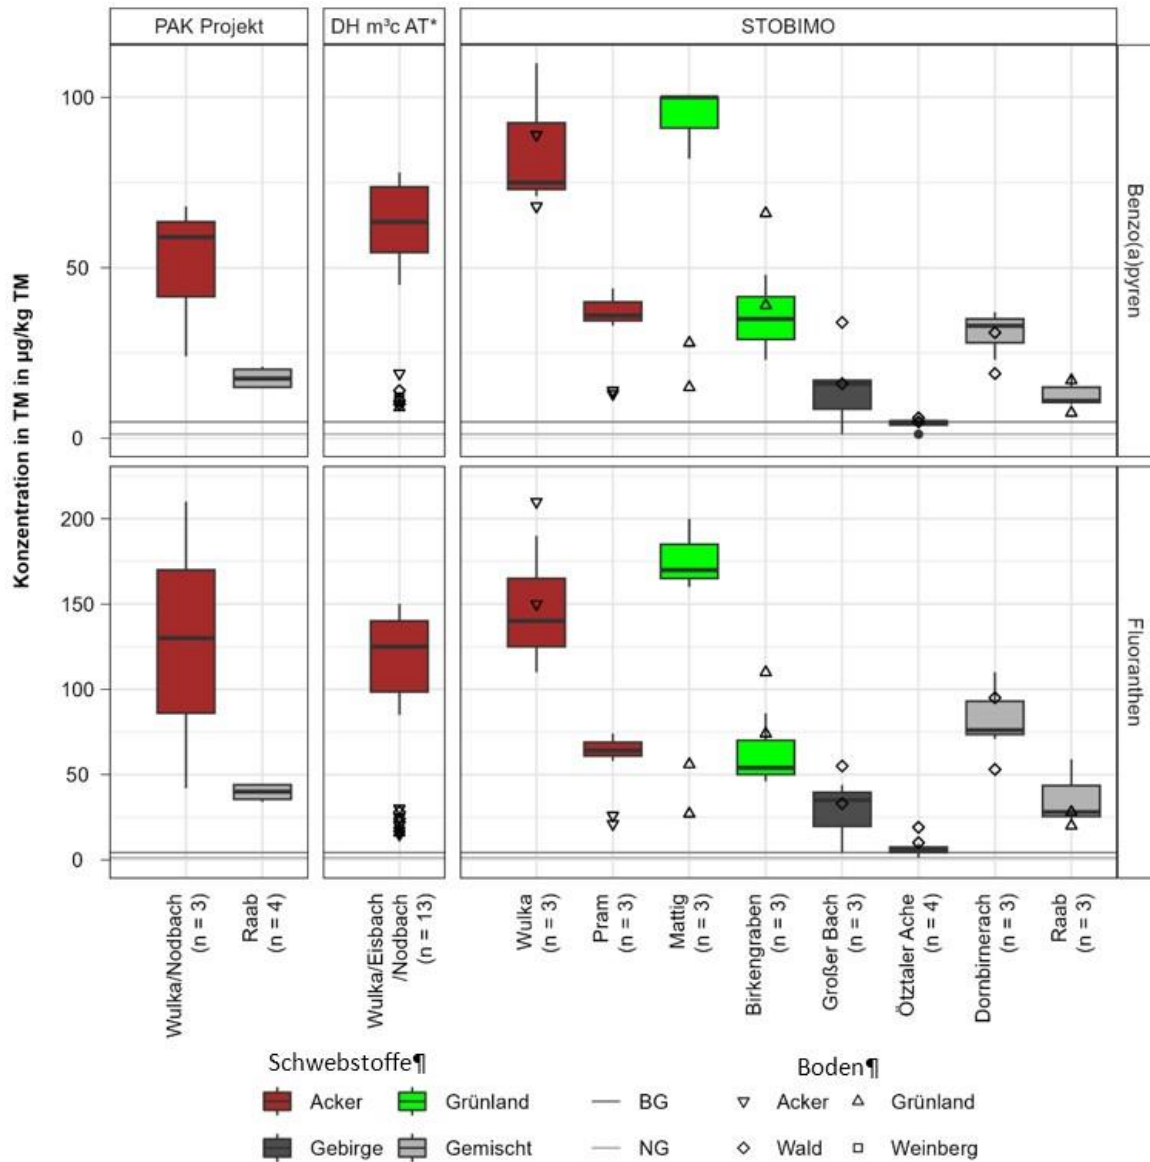 PAK Projekt
DH m³c AT*
STOBIMO
Konzentration in TM in µg/kg TM
100
50
0
Benzo(a)pyren
200
150
100
50
0
Fluoranthen
Wulka/Nodbach
(n = 3)
Raab
(n = 4)
Wulka/Eisbach
/Nodbach
(n = 13)
Wulka
(n = 3)
Pram
(n = 3)
Mattig
(n = 3)
Birkengraben
(n = 3)
Großer Bach
(n = 3)
Ötztaler Ache
(n = 4)
Dornbirnerach
(n = 3)
Raab
(n = 3)
Schwebstoffe¶
Boden¶
Acker
Grünland
BG
Acker
Grünland
Gebirge
Gemischt
NG
Wald
Weinberg